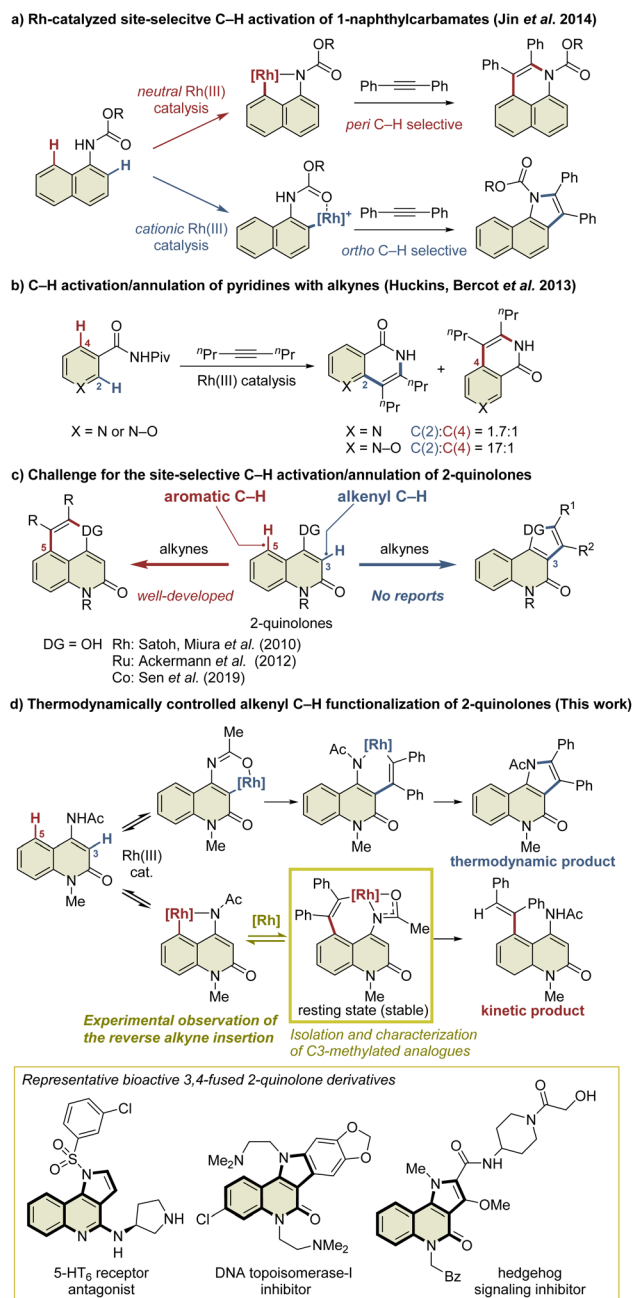 a) Rh-catalyzed site-selecitve C–H activation of 1-naphthylcarbamates (Jin et al. 2014)
OR
[Rh] N O
Ph Ph
Ph Ph OR
N O
neutral Rh(III)
catalysis
peri C–H selective
OR
H NH O
H
OR
NH O
[Rh]+
Ph Ph
RO O
N Ph
Ph
cationic Rh(III)
catalysis
ortho C–H selective
b) C–H activation/annulation of pyridines with alkynes (Huckins, Bercot et al. 2013)
H O
4
NHPiv
2 H
X
nPr nPr
Rh(III) catalysis
O
NH
X 2 nPr
nPr
+
nPr
nPr
NH
4
O
X
X = N or N–O
X = N C(2):C(4) = 1.7:1
X = N–O C(2):C(4) = 17:1
c) Challenge for the site-selective C–H activation/annulation of 2-quinolones
aromatic C–H alkenyl C–H
R
R DG
5
N O
R
alkynes
well-developed
H DG
5 H
3
N O
R
2-quinolones
alkynes
No reports
R1
DG
R2
3
N O
R
DG = OH Rh: Satoh, Miura et al. (2010)
Ru: Ackermann et al. (2012)
Co: Sen et al. (2019)
d) Thermodynamically controlled alkenyl C–H functionalization of 2-quinolones (This work)
Me
N O
[Rh]
N O
Me
Ac [Rh]
N Ph
Ph
N O
Me
AcN Ph
Ph
N O
Me
thermodynamic product
H NHAc
5 H
3
N O
Me
Rh(III)
cat.
[Rh] N Ac
N O
Me
[Rh]
Ph
Ph [Rh] O
N
Me
N O
Me
resting state (stable)
Ph
H Ph NHAc
N O
Me
kinetic product
Experimental observation of
the reverse alkyne insertion
Isolation and characterization
of C3-methylated analogues
Representative bioactive 3,4-fused 2-quinolone derivatives
Cl
O
S
O
N
N N
H
NH
5-HT6 receptor
antagonist
Me2N
O
O
N
Cl
N O
NMe2
DNA topoisomerase-I
inhibitor
O OH
N
O
N
H
Me
N
OMe
N O
Bz
hedgehog
signaling inhibitor